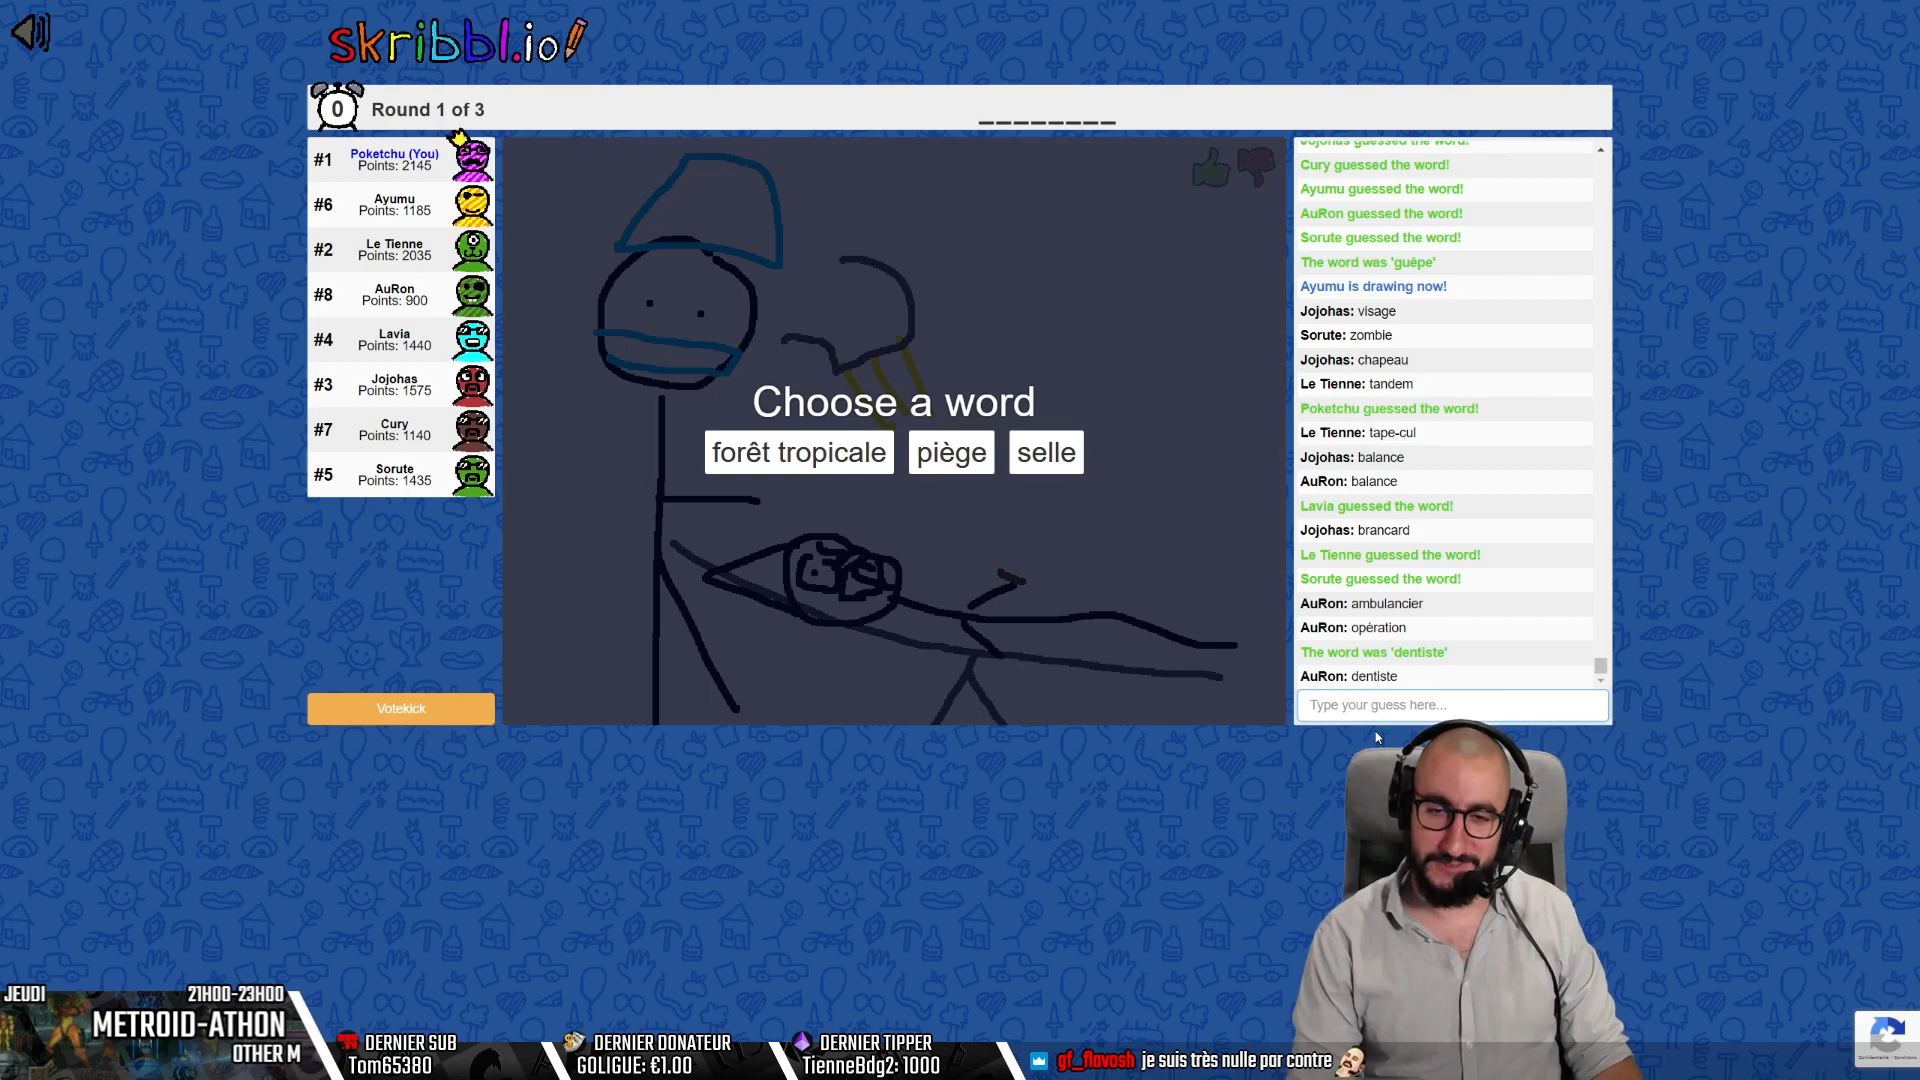 skribbl.io
0
Round 1 of 3
________
#1
Poketchu (You)
Points: 2145
#6
Ayumu
Points: 1185
#2
Le Tienne
Points: 2035
#8
AuRon
Points: 900
#4
Lavia
Points: 1440
#3
Jojohas
Points: 1575
#7
Cury
Points: 1140
#5
Sorute
Points: 1435
Votekick
Choose a word
forêt tropicale
piège
selle
Jojohas guessed the word!
Cury guessed the word!
Ayumu guessed the word!
AuRon guessed the word!
Sorute guessed the word!
The word was 'guêpe'
Ayumu is drawing now!
Jojohas: visage
Sorute: zombie
Jojohas: chapeau
Le Tienne: tandem
Poketchu guessed the word!
Le Tienne: tape-cul
Jojohas: balance
AuRon: balance
Lavia guessed the word!
Jojohas: brancard
Le Tienne guessed the word!
Sorute guessed the word!
AuRon: ambulancier
AuRon: opération
The word was 'dentiste'
AuRon: dentiste
Type your guess here...
JEUDI
21H00-23H00
METROID-ATHON
OTHER M
DERNIER SUB
Tom65380
DERNIER DONATEUR
GOLIGUE: €1.00
DERNIER TIPPER
TienneBdg2: 1000
gf_flavosh je suis très nulle par contre